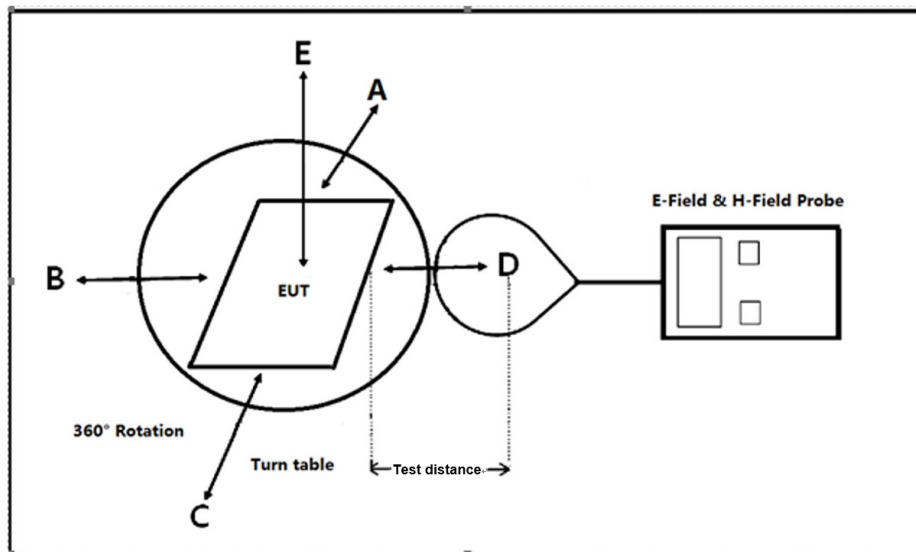 E
A
E-Field & H-Field Probe
B
D
EUT
360° Rotation
Turn table
Test distance
C